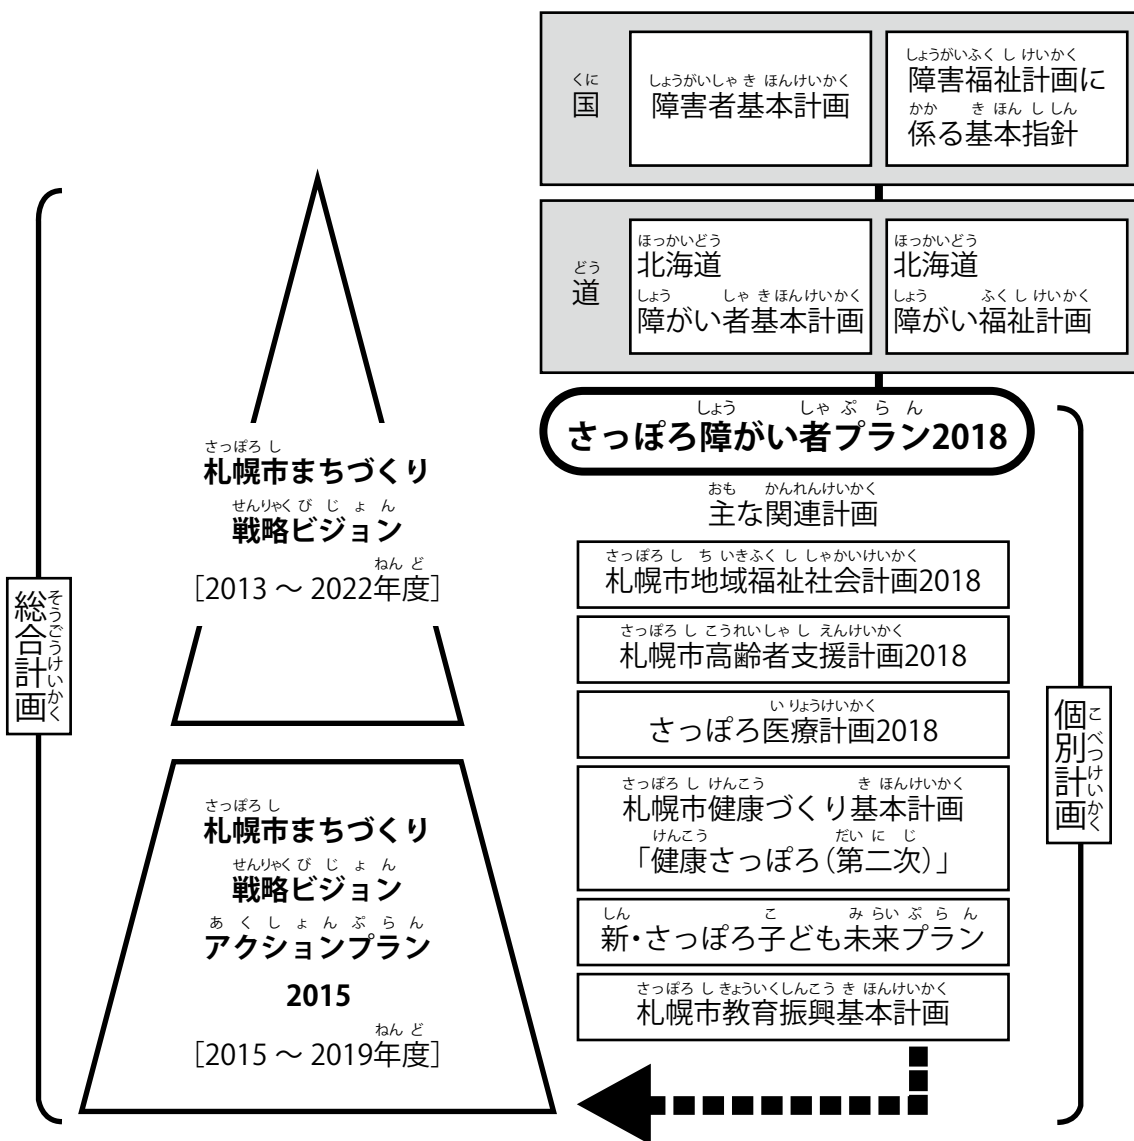 くに
国
しょうがいしゃきほんけいかく
障害者基本計画
しょうがいふくしけいかく
障害福祉計画に
かか きほんししん
係る基本指針
どう
道
ほっかいどう
北海道
しょう しゃきほんけいかく
障がい者基本計画
ほっかいどう
北海道
しょう ふくしけいかく
障がい福祉計画
しょう しゃぷらん
さっぽろ障がい者プラン2018
おも かんれんけいかく
主な関連計画
さっぽろしちいきふくししゃかいけいかく
札幌市地域福祉社会計画2018
さっぽろしこうれいしゃしえんけいかく
札幌市高齢者支援計画2018
いりょうけいかく
さっぽろ医療計画2018
さっぽろしけんこう きほんけいかく
札幌市健康づくり基本計画
けんこう だいにじ
「健康さっぽろ(第二次)」
しん こ みらいぷらん
新・さっぽろ子ども未来プラン
さっぽろしきょういくしんこうきほんけいかく
札幌市教育振興基本計画
こべつけいかく
個別計画
そうごうけいかく
総合計画
さっぽろし
札幌市まちづくり
せんりゃくびじょん
戦略ビジョン
ねんど
[2013 〜 2022年度]
さっぽろし
札幌市まちづくり
せんりゃくびじょん
戦略ビジョン
あくしょんぷらん
アクションプラン
2015
ねんど
[2015 〜 2019年度]